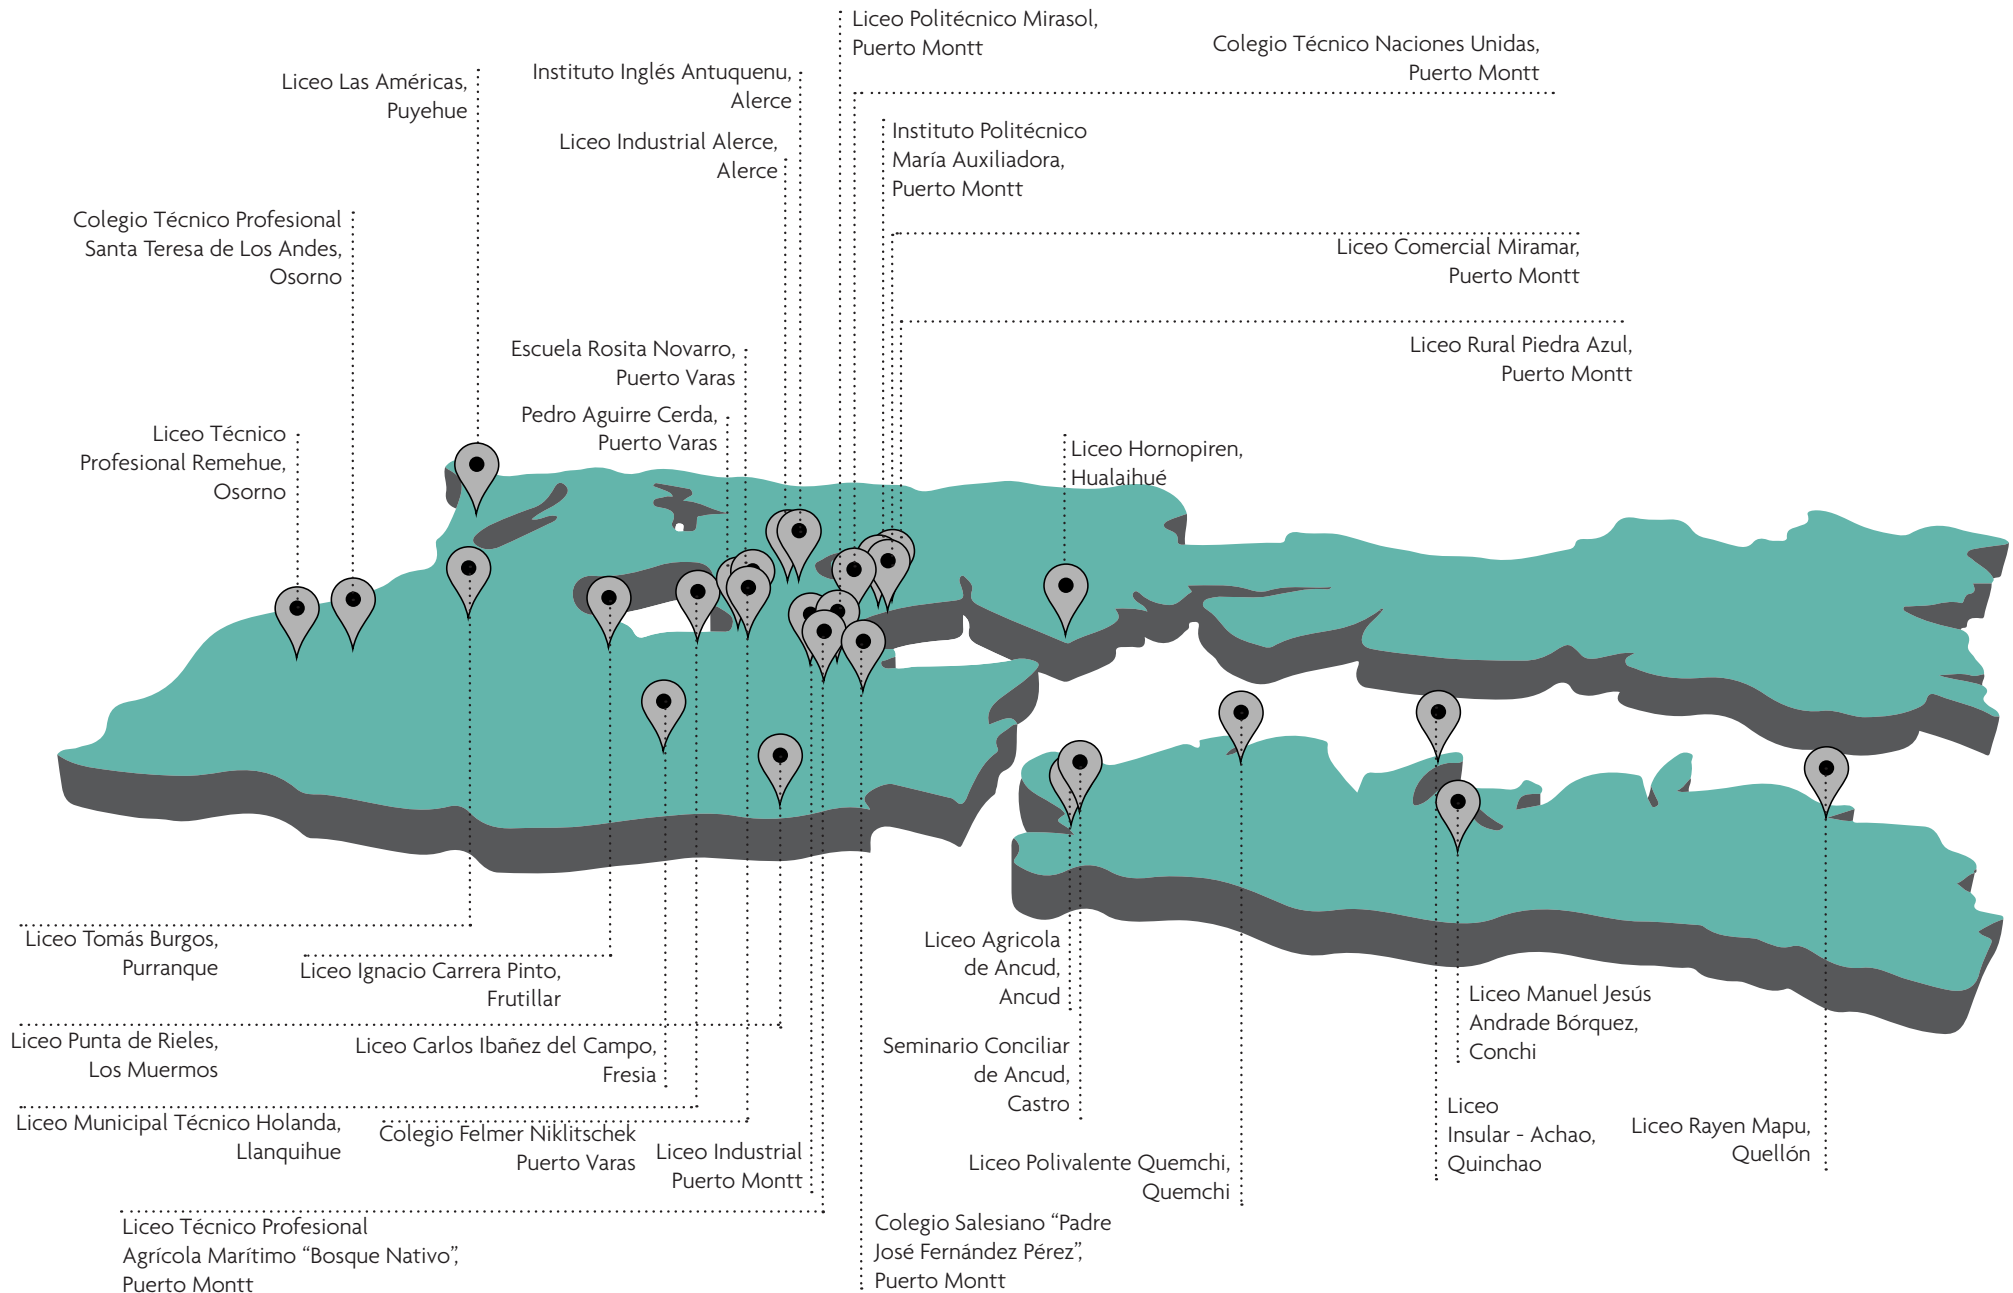 Liceo Politécnico Mirasol,
Puerto Montt
Colegio Técnico Naciones Unidas,
Puerto Montt
Liceo Las Américas,
Puyehue
Instituto Inglés Antuquenu,
Alerce
Liceo Industrial Alerce,
Alerce
Instituto Politécnico
María Auxiliadora,
Puerto Montt
Colegio Técnico Profesional
Santa Teresa de Los Andes,
Osorno
Liceo Comercial Miramar,
Puerto Montt
Escuela Rosita Novarro,
Puerto Varas
Liceo Rural Piedra Azul,
Puerto Montt
Pedro Aguirre Cerda,
Puerto Varas
Liceo Técnico
Profesional Remehue,
Osorno
Liceo Hornopiren,
Hualaihué
Liceo Tomás Burgos,
Purranque
Liceo Ignacio Carrera Pinto,
Frutillar
Liceo Agricola
de Ancud,
Ancud
Liceo Manuel Jesús
Andrade Bórquez,
Conchi
Liceo Punta de Rieles,
Los Muermos
Liceo Carlos Ibañez del Campo,
Fresia
Seminario Conciliar
de Ancud,
Castro
Liceo Municipal Técnico Holanda,
Llanquihue
Colegio Felmer Niklitschek
Puerto Varas
Liceo Industrial
Puerto Montt
Liceo Polivalente Quemchi,
Quemchi
Liceo
Insular - Achao,
Quinchao
Liceo Rayen Mapu,
Quellón
Liceo Técnico Profesional
Agrícola Marítimo “Bosque Nativo”,
Puerto Montt
Colegio Salesiano “Padre
José Fernández Pérez”,
Puerto Montt